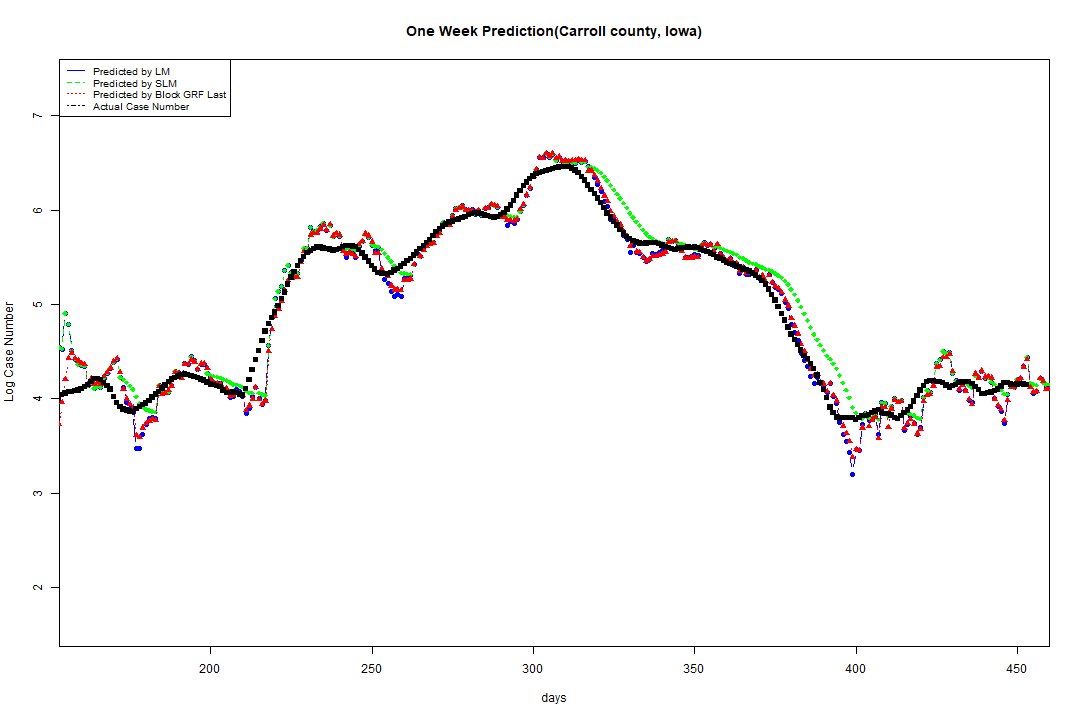 One Week Prediction(Carroll county, Iowa)
Predicted by LM
Predicted by SLM
Predicted by Block GRF Last
Actual Case Number
Log Case Number
7
6
5
4
3
2
200 250 300 350 400 450
days